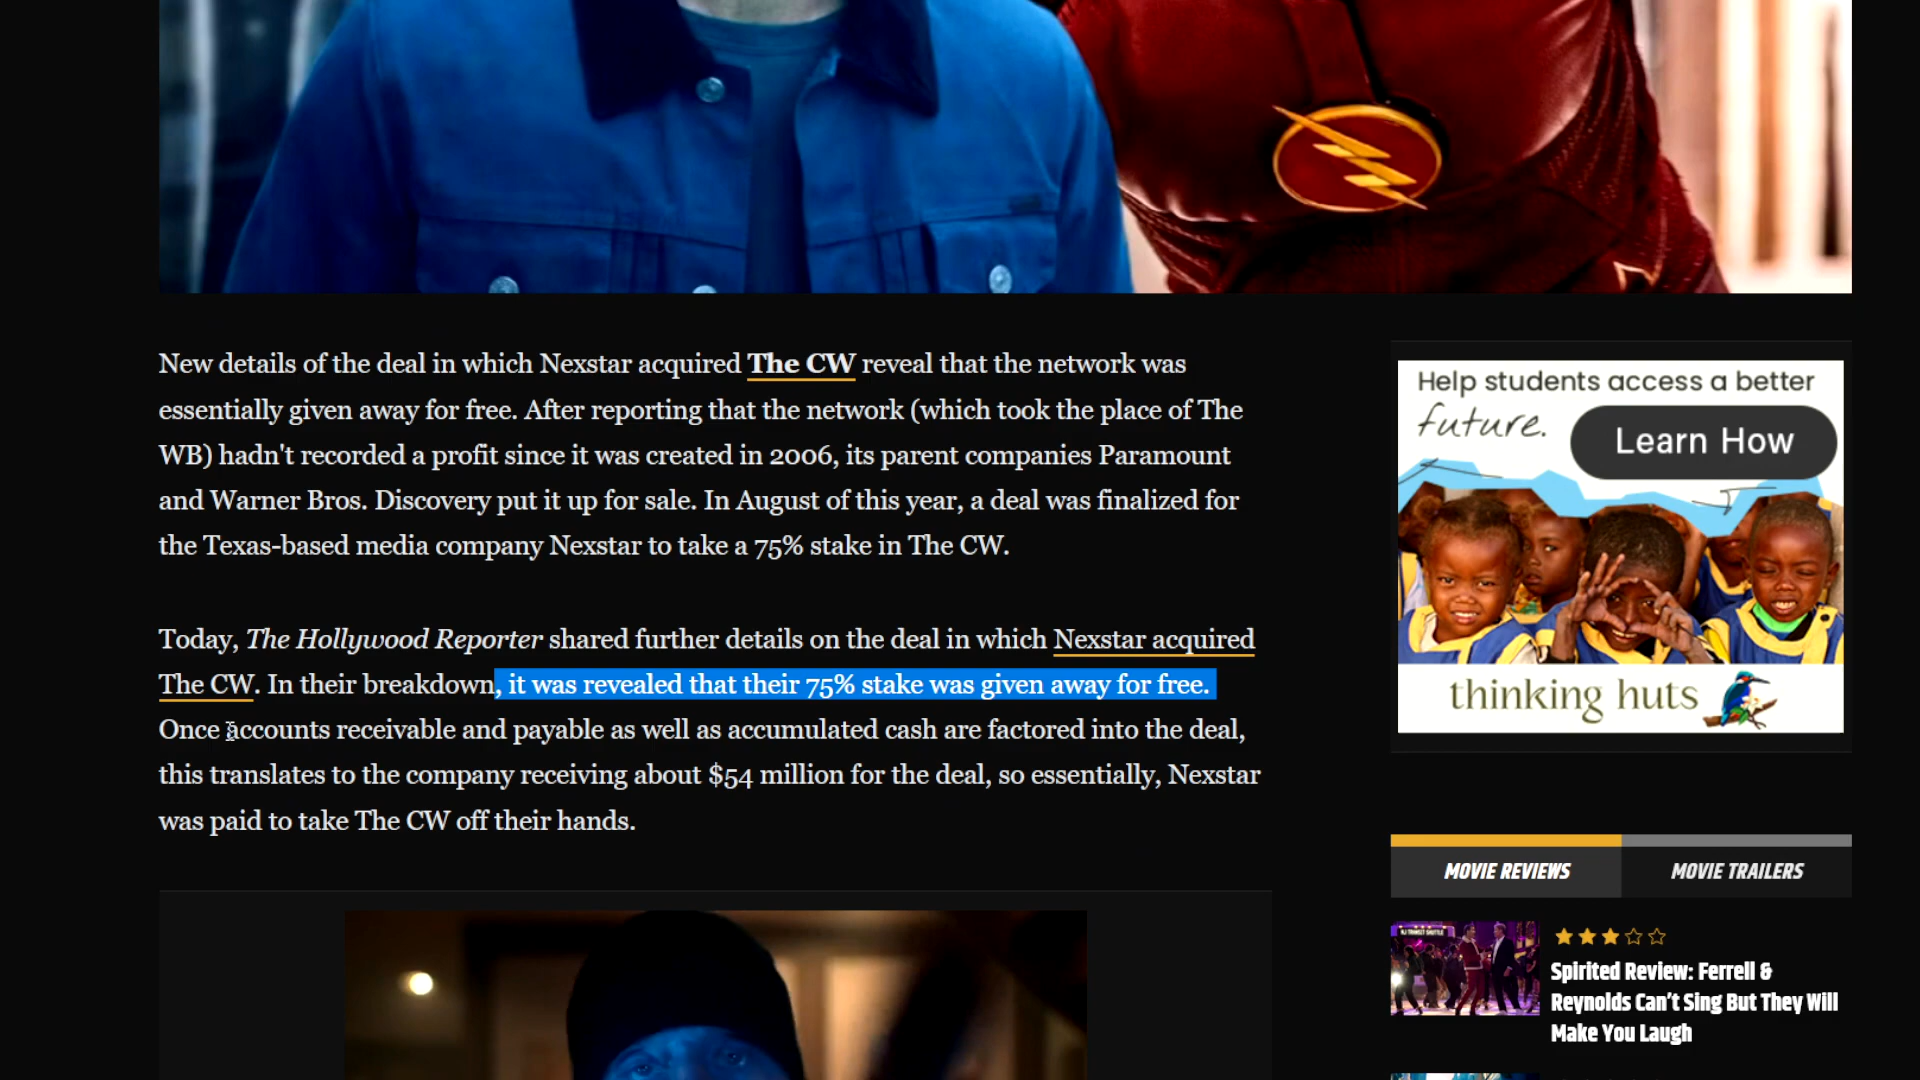 New details of the deal in which Nexstar acquired The CW reveal that the network was
essentially given away for free. After reporting that the network (which took the place of The
WB) hadn't recorded a profit since it was created in 2006, its parent companies Paramount
and Warner Bros. Discovery put it up for sale. In August of this year, a deal was finalized for
the Texas-based media company Nexstar to take a 75% stake in The CW.
Today, The Hollywood Reporter shared further details on the deal in which Nexstar acquired
The CW. In their breakdown, it was revealed that their 75% stake was given away for free.
Once accounts receivable and payable as well as accumulated cash are factored into the deal,
this translates to the company receiving about $54 million for the deal, so essentially, Nexstar
was paid to take The CW off their hands.
Help students access a better
future.
Learn How
thinking huts
MOVIE REVIEWS
MOVIE TRAILERS
NJ TRANSIT SHUTTLE
Spirited Review: Ferrell &
Reynolds Can't Sing But They Will
Make You Laugh